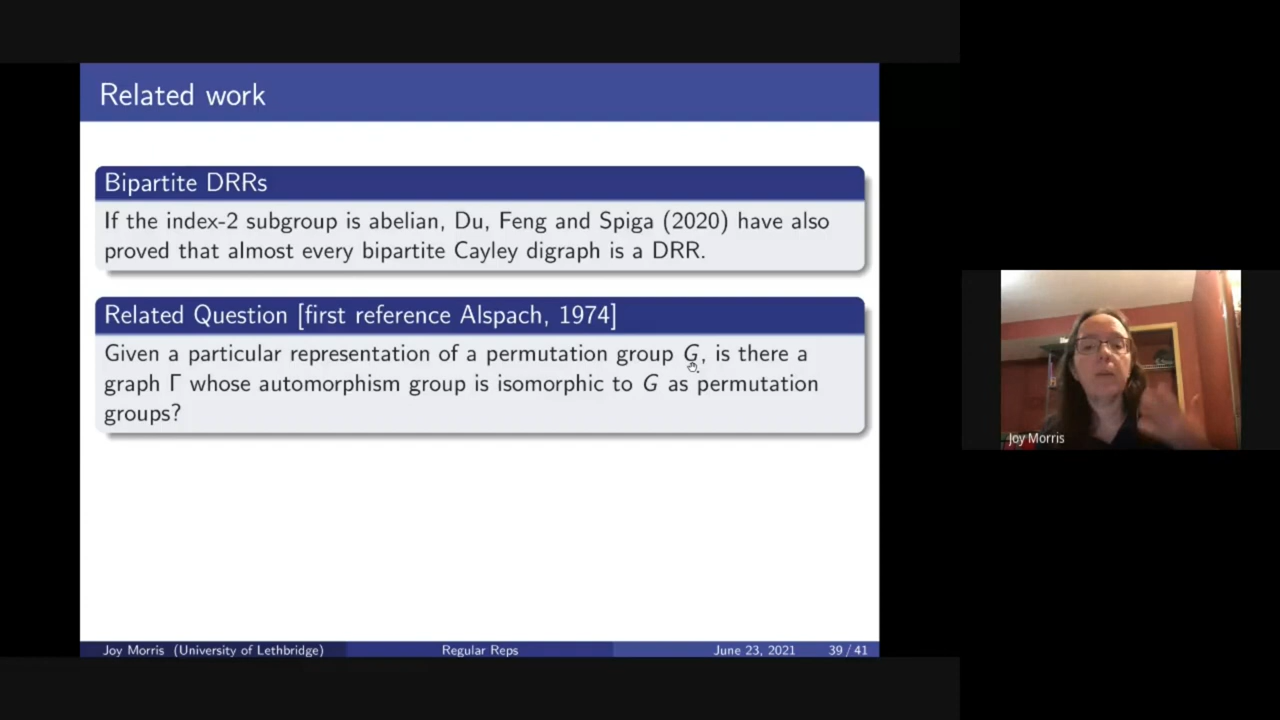 Related work
Bipartite DRRs
If the index-2 subgroup is abelian, Du, Feng and Spiga (2020) have also
proved that almost every bipartite Cayley digraph is a DRR.
Related Question [first reference Alspach, 1974]
Given a particular representation of a permutation group G, is there a
graph Γ whose automorphism group is isomorphic to G as permutation
groups?
Joy Morris
Joy Morris (University of Lethbridge) Regular Reps June 23, 2021 39 / 41